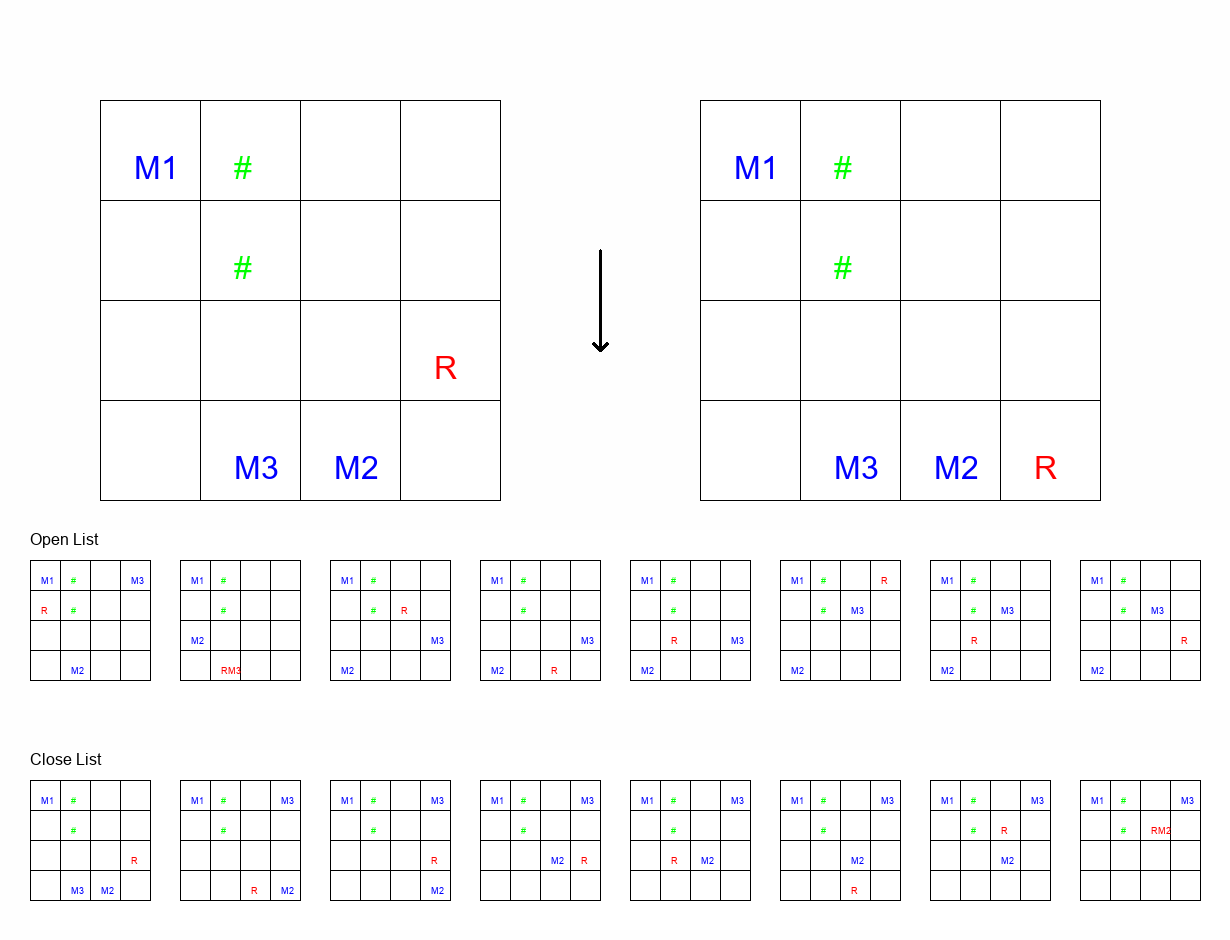 M1 # M1 #
# #
R
M3 M2 M3 M2 R
Open List
M1 # M3 M1 # M1 # M1 # M1 # M1 # R M1 # M1 #
R # # # R # # # M3 # M3 # M3
M2 M3 M3 R M3 R R
M2 RM3 M2 M2 R M2 M2 M2 M2
Close List
M1 # M1 # M3 M1 # M3 M1 # M3 M1 # M3 M1 # M3 M1 # M3 M1 # M3
# # # # # # # R # RM2
R R M2 R R M2 M2 M2
M3 M2 R M2 M2 R